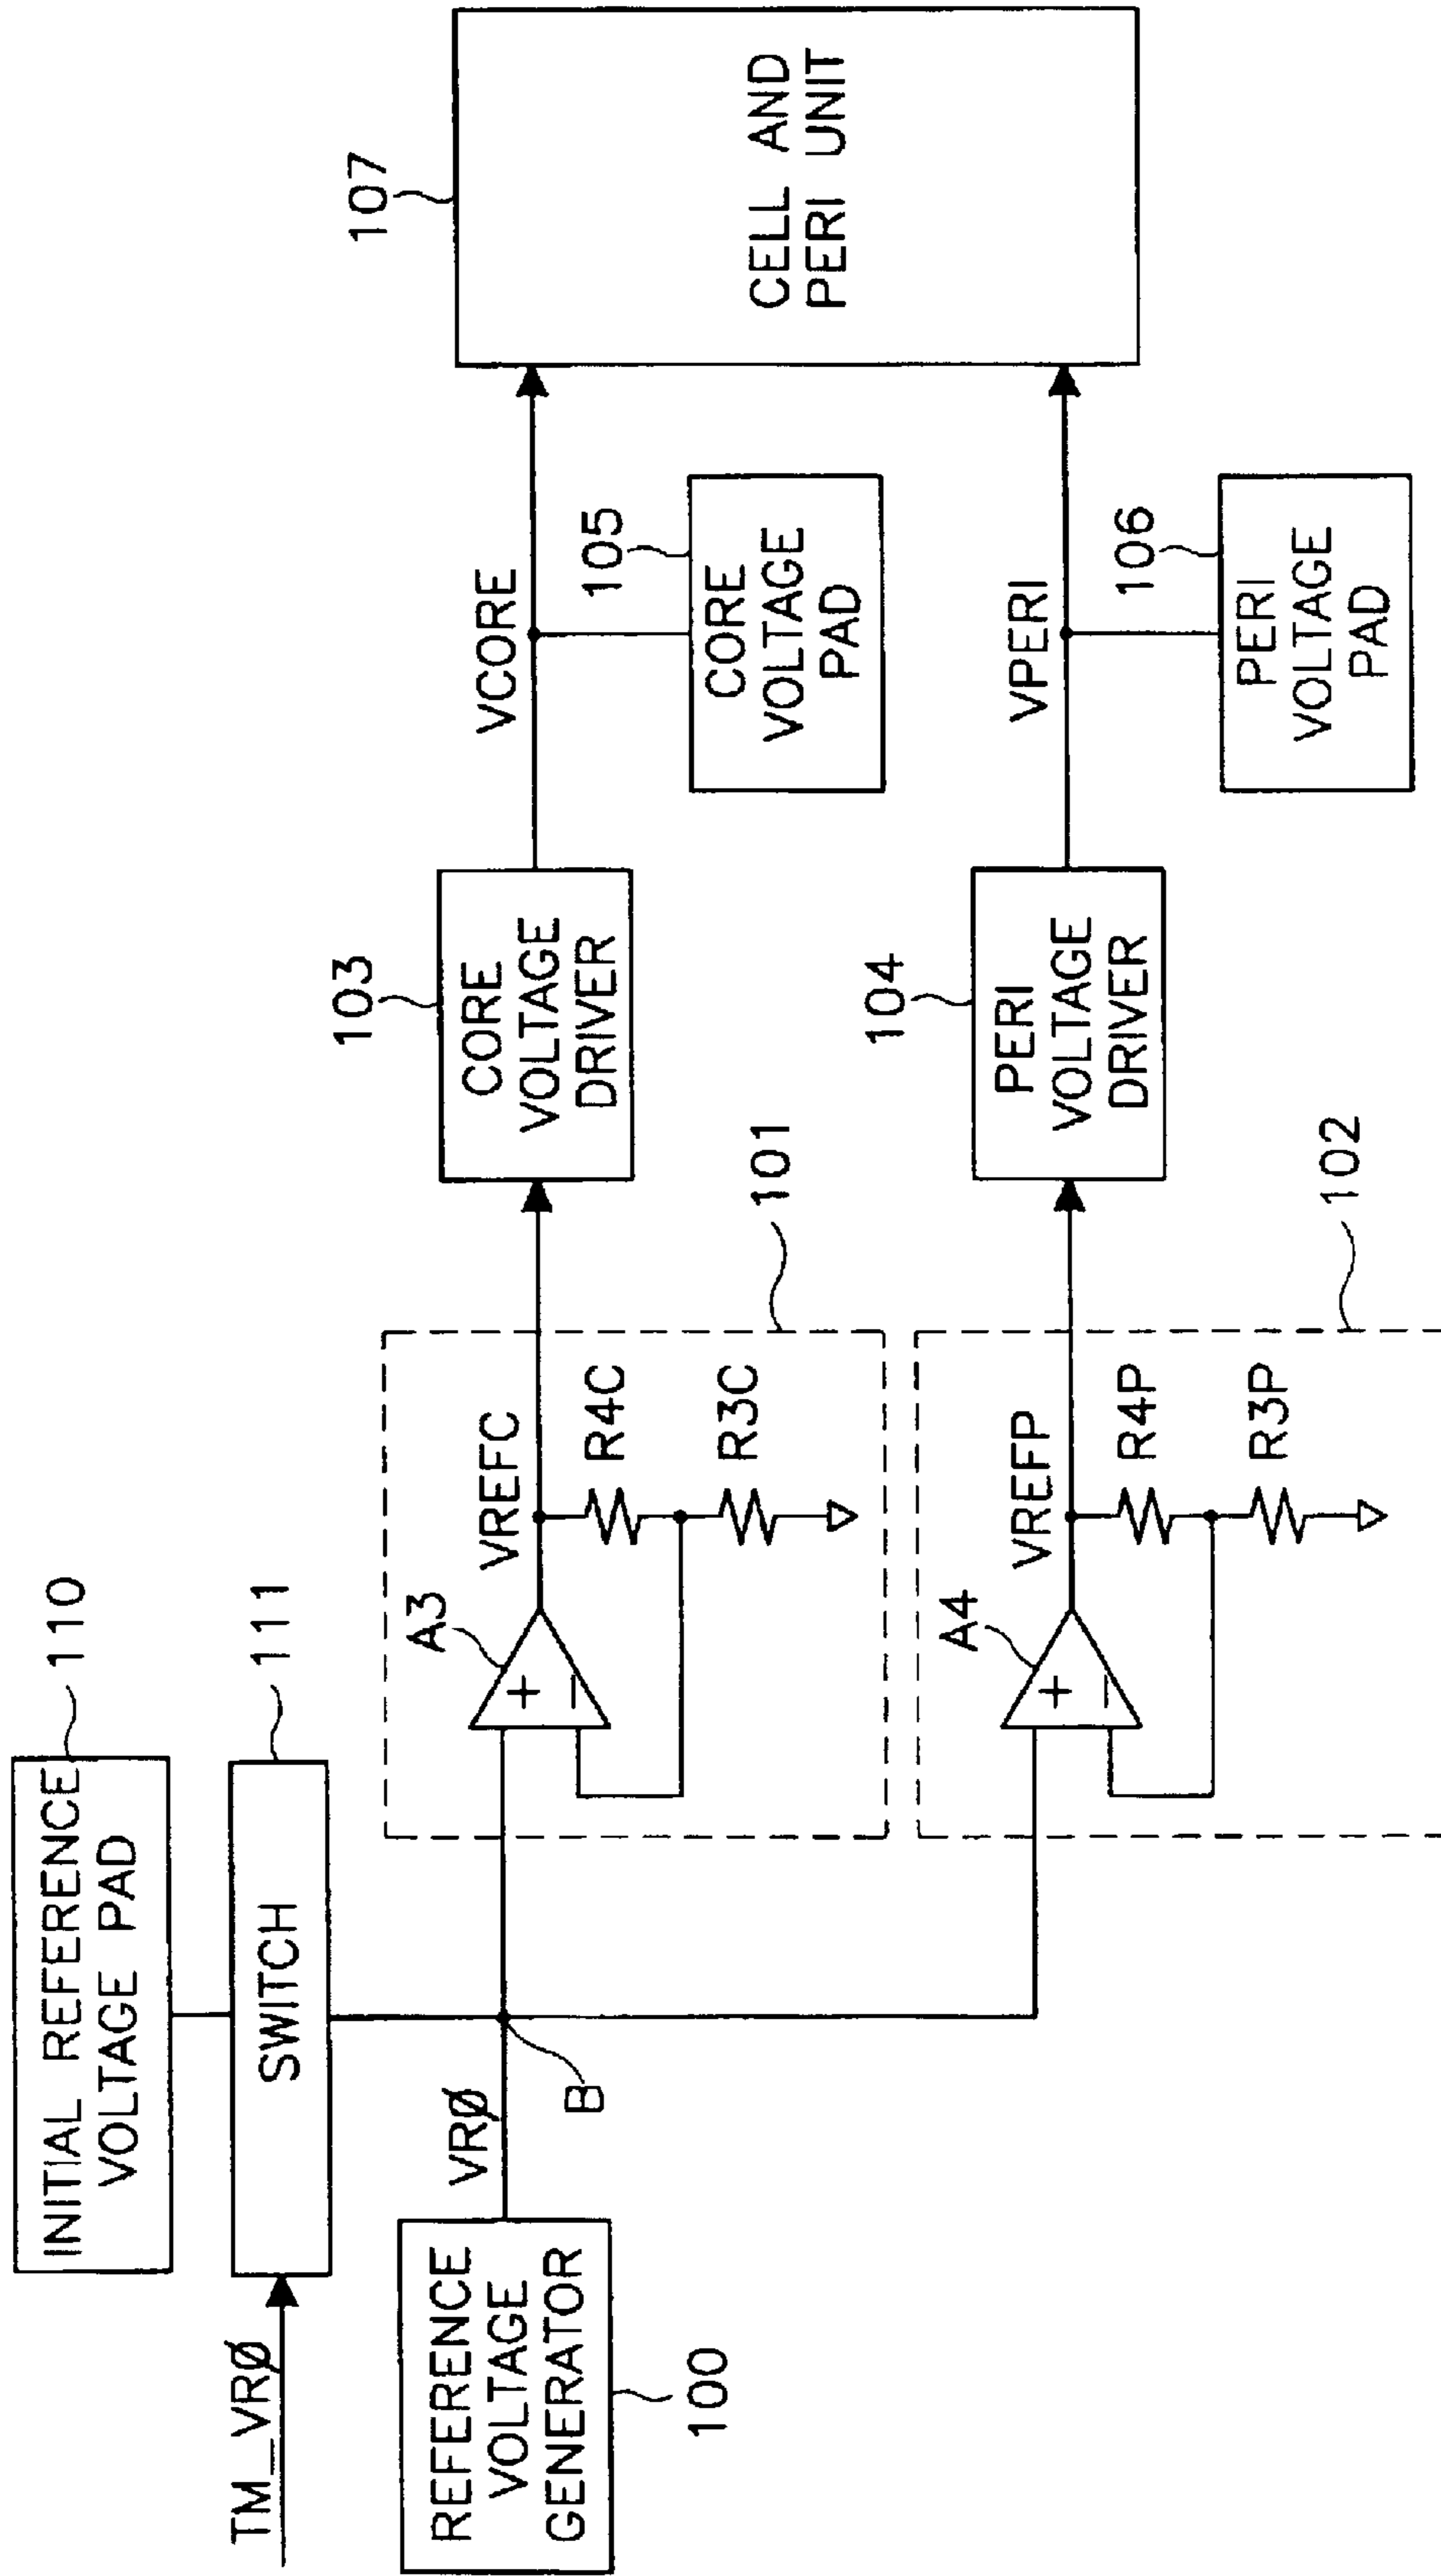 INITIAL REFERENCE
VOLTAGE PAD
110
TM_VRØ
SWITCH
111
REFERENCE
VOLTAGE
GENERATOR
100
VRØ
B
A3
+
−
VREFC
R4C
R3C
101
103
CORE
VOLTAGE
DRIVER
VCORE
105
CORE
VOLTAGE
PAD
107
CELL AND
PERI UNIT
A4
+
−
VREFP
R4P
R3P
102
104
PERI
VOLTAGE
DRIVER
VPERI
106
PERI
VOLTAGE
PAD